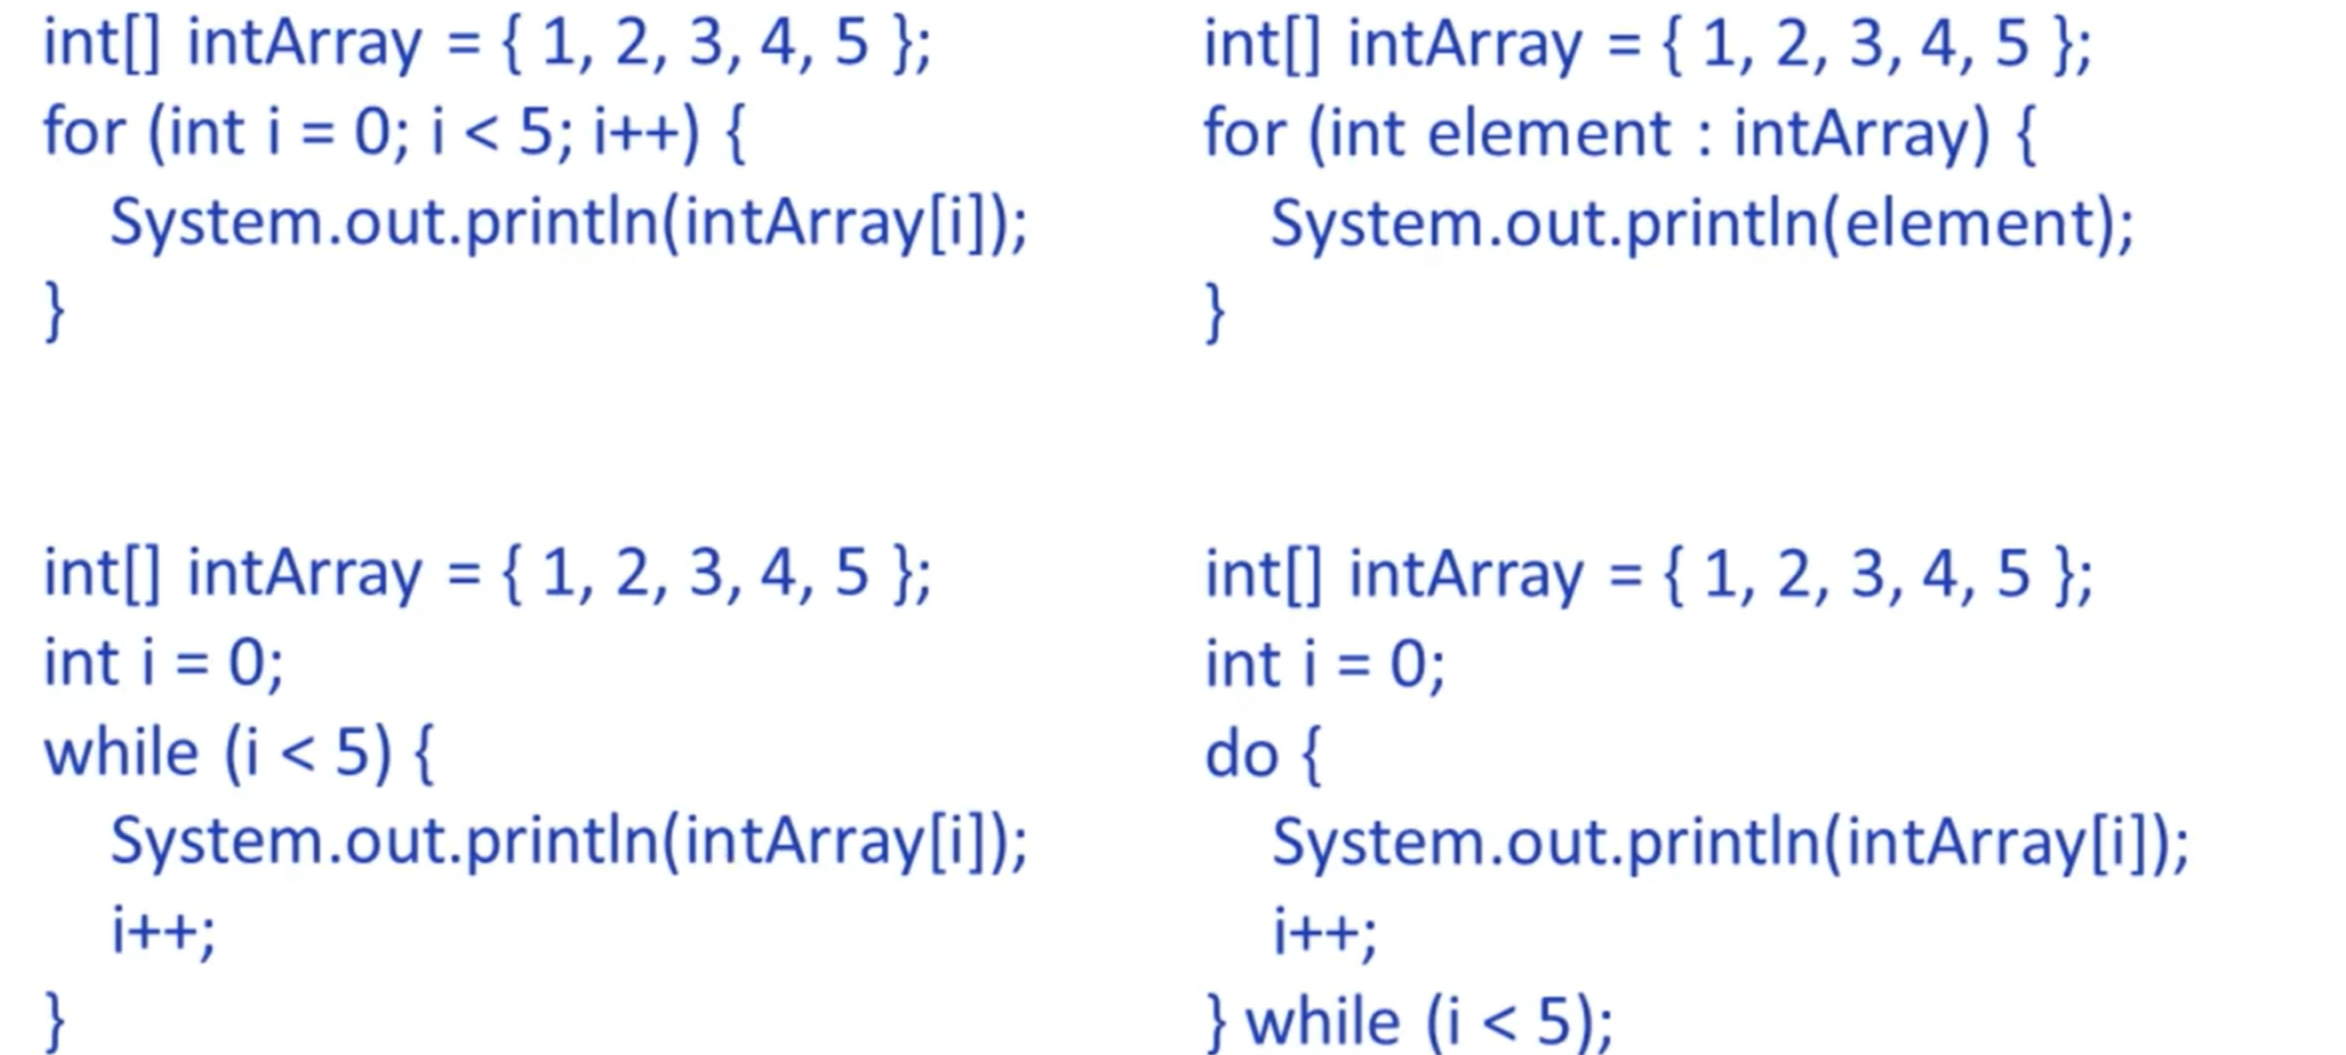 int[] intArray = { 1, 2, 3, 4, 5 };
for (int i = 0; i < 5; i++) {
System.out.println(intArray[i]);
}
int[] intArray = { 1, 2, 3, 4, 5 };
for (int element : intArray) {
System.out.println(element);
}
int[] intArray = { 1, 2, 3, 4, 5 };
int i = 0;
while (i < 5) {
System.out.println(intArray[i]);
i++;
}
int[] intArray = { 1, 2, 3, 4, 5 };
int i = 0;
do {
System.out.println(intArray[i]);
i++;
} while (i < 5);